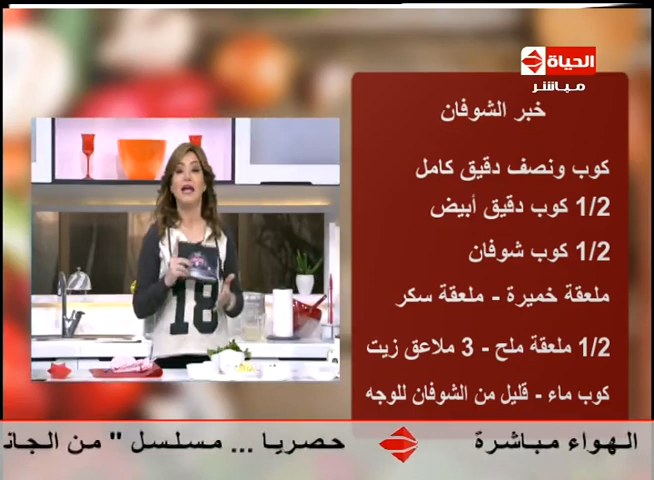 الحياة
مباشر
خبر الشوفان
كوب ونصف دقيق كامل
1/2 كوب دقيق أبيض
1/2 كوب شوفان
ملعقة خميرة - ملعقة سكر
1/2 ملعقة ملح - 3 ملاعق زيت
كوب ماء - قليل من الشوفان للوجه
18
الهواء مباشرة حصريا ... مسلسل " من الجان